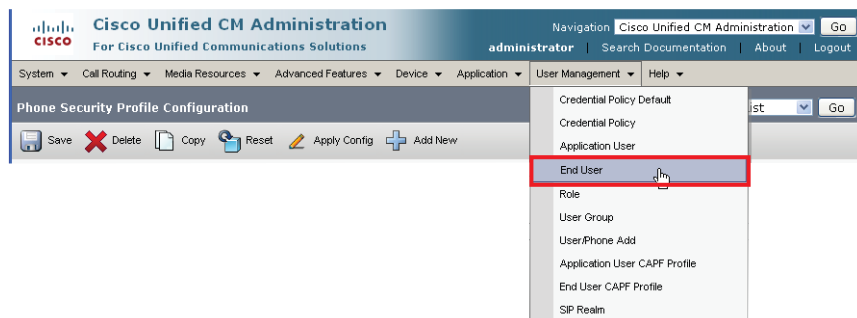 Cisco Unified CM Administration
Navigation Cisco Unified CM Administration Go
CISCO
For Cisco Unified Communications Solutions
administrator | Search Documentation | About | Logout
System Call Routing Media Resources Advanced Features Device Application User Management Help
Phone Security Profile Configuration
ist Go
Save Delete Copy Reset Apply Config Add New
Credential Policy Default
Credential Policy
Application User
End User
Role
User Group
User/Phone Add
Application User CAPF Profile
End User CAPF Profile
SIP Realm